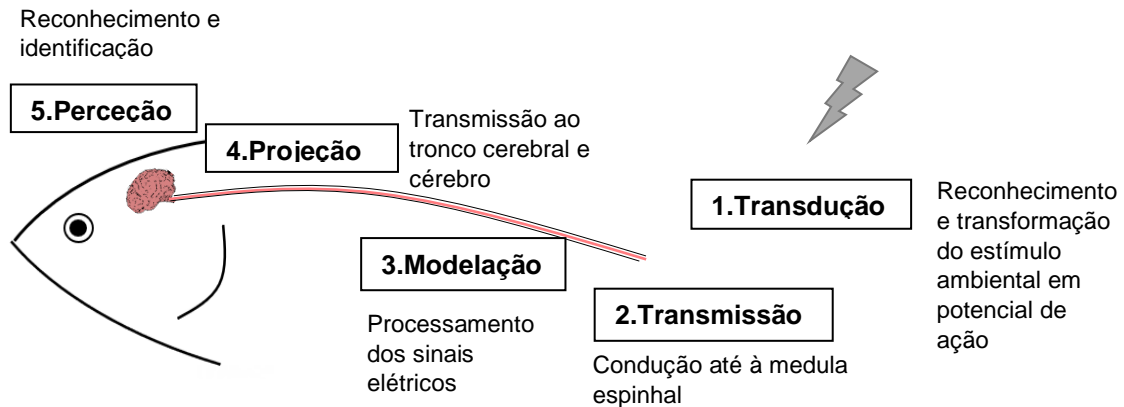 Reconhecimento e
identificação
5.Perceção
4.Projeção
Transmissão ao
tronco cerebral e
cérebro
3.Modelação
Processamento
dos sinais
elétricos
2.Transmissão
Condução até à medula
espinhal
1.Transdução
Reconhecimento
e transformação
do estímulo
ambiental em
potencial de
ação